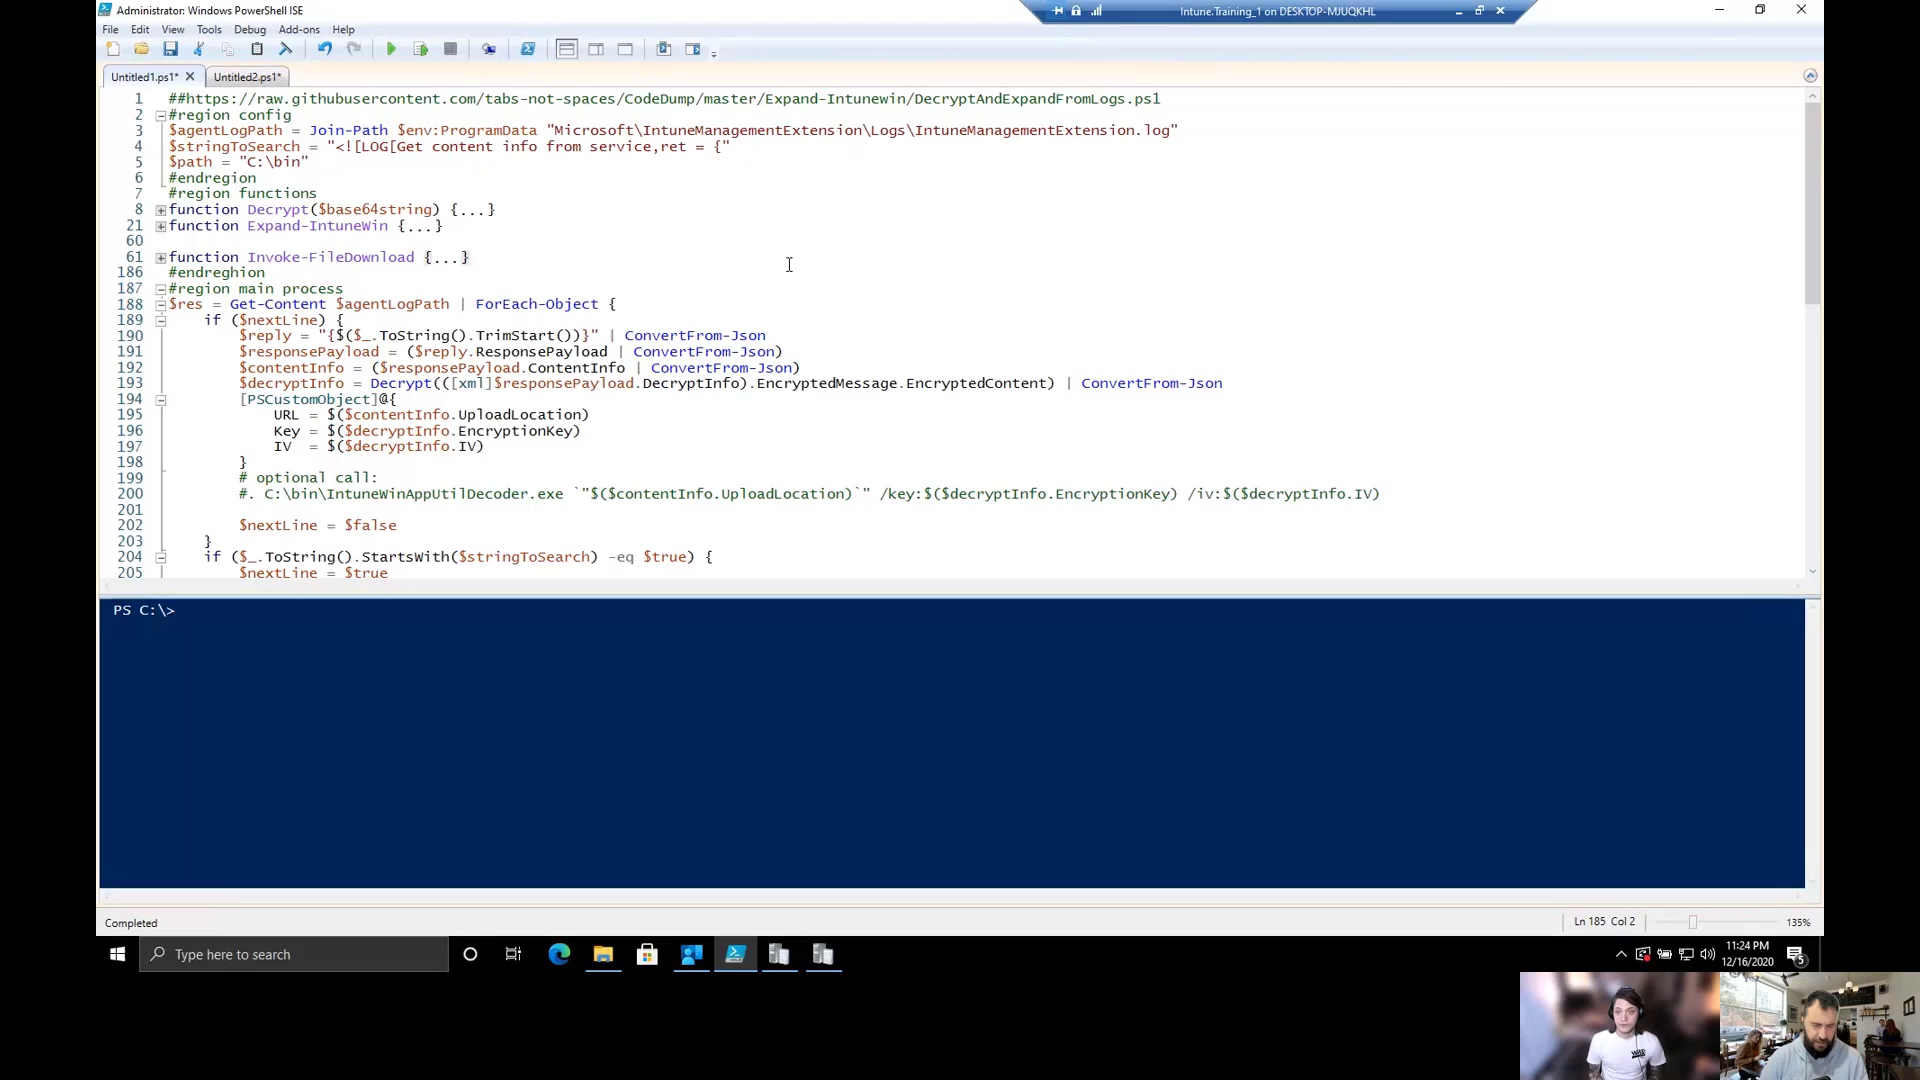 Administrator: Windows PowerShell ISE
Intune.Training_1 on DESKTOP-MJUQKHL
File Edit View Tools Debug Add-ons Help
Untitled1.ps1* Untitled2.ps1*
1 ##https://raw.githubusercontent.com/tabs-not-spaces/CodeDump/master/Expand-Intunewin/DecryptAndExpandFromLogs.ps1
2 #region config
3 $agentLogPath = Join-Path $env:ProgramData "Microsoft\IntuneManagementExtension\Logs\IntuneManagementExtension.log"
4 $stringToSearch = "<![LOG[Get content info from service,ret = {"
5 $path = "C:\bin"
6 #endregion
7 #region functions
8 function Decrypt($base64string) {...}
21 function Expand-IntuneWin {...}
60
61 function Invoke-FileDownload {...}
186 #endreghion
187 #region main process
188 $res = Get-Content $agentLogPath | ForEach-Object {
189 if ($nextLine) {
190 $reply = "{$($_.ToString().TrimStart())}" | ConvertFrom-Json
191 $responsePayload = ($reply.ResponsePayload | ConvertFrom-Json)
192 $contentInfo = ($responsePayload.ContentInfo | ConvertFrom-Json)
193 $decryptInfo = Decrypt(([xml]$responsePayload.DecryptInfo).EncryptedMessage.EncryptedContent) | ConvertFrom-Json
194 [PSCustomObject]@{
195 URL = $($contentInfo.UploadLocation)
196 Key = $($decryptInfo.EncryptionKey)
197 IV = $($decryptInfo.IV)
198 }
199 # optional call:
200 #. C:\bin\IntuneWinAppUtilDecoder.exe `"$($contentInfo.UploadLocation)`" /key:$($decryptInfo.EncryptionKey) /iv:$($decryptInfo.IV)
201
202 $nextLine = $false
203 }
204 if ($_.ToString().StartsWith($stringToSearch) -eq $true) {
205 $nextLine = $true
PS C:\>
Completed
Ln 185 Col 2
135%
Type here to search
11:24 PM
12/16/2020
5